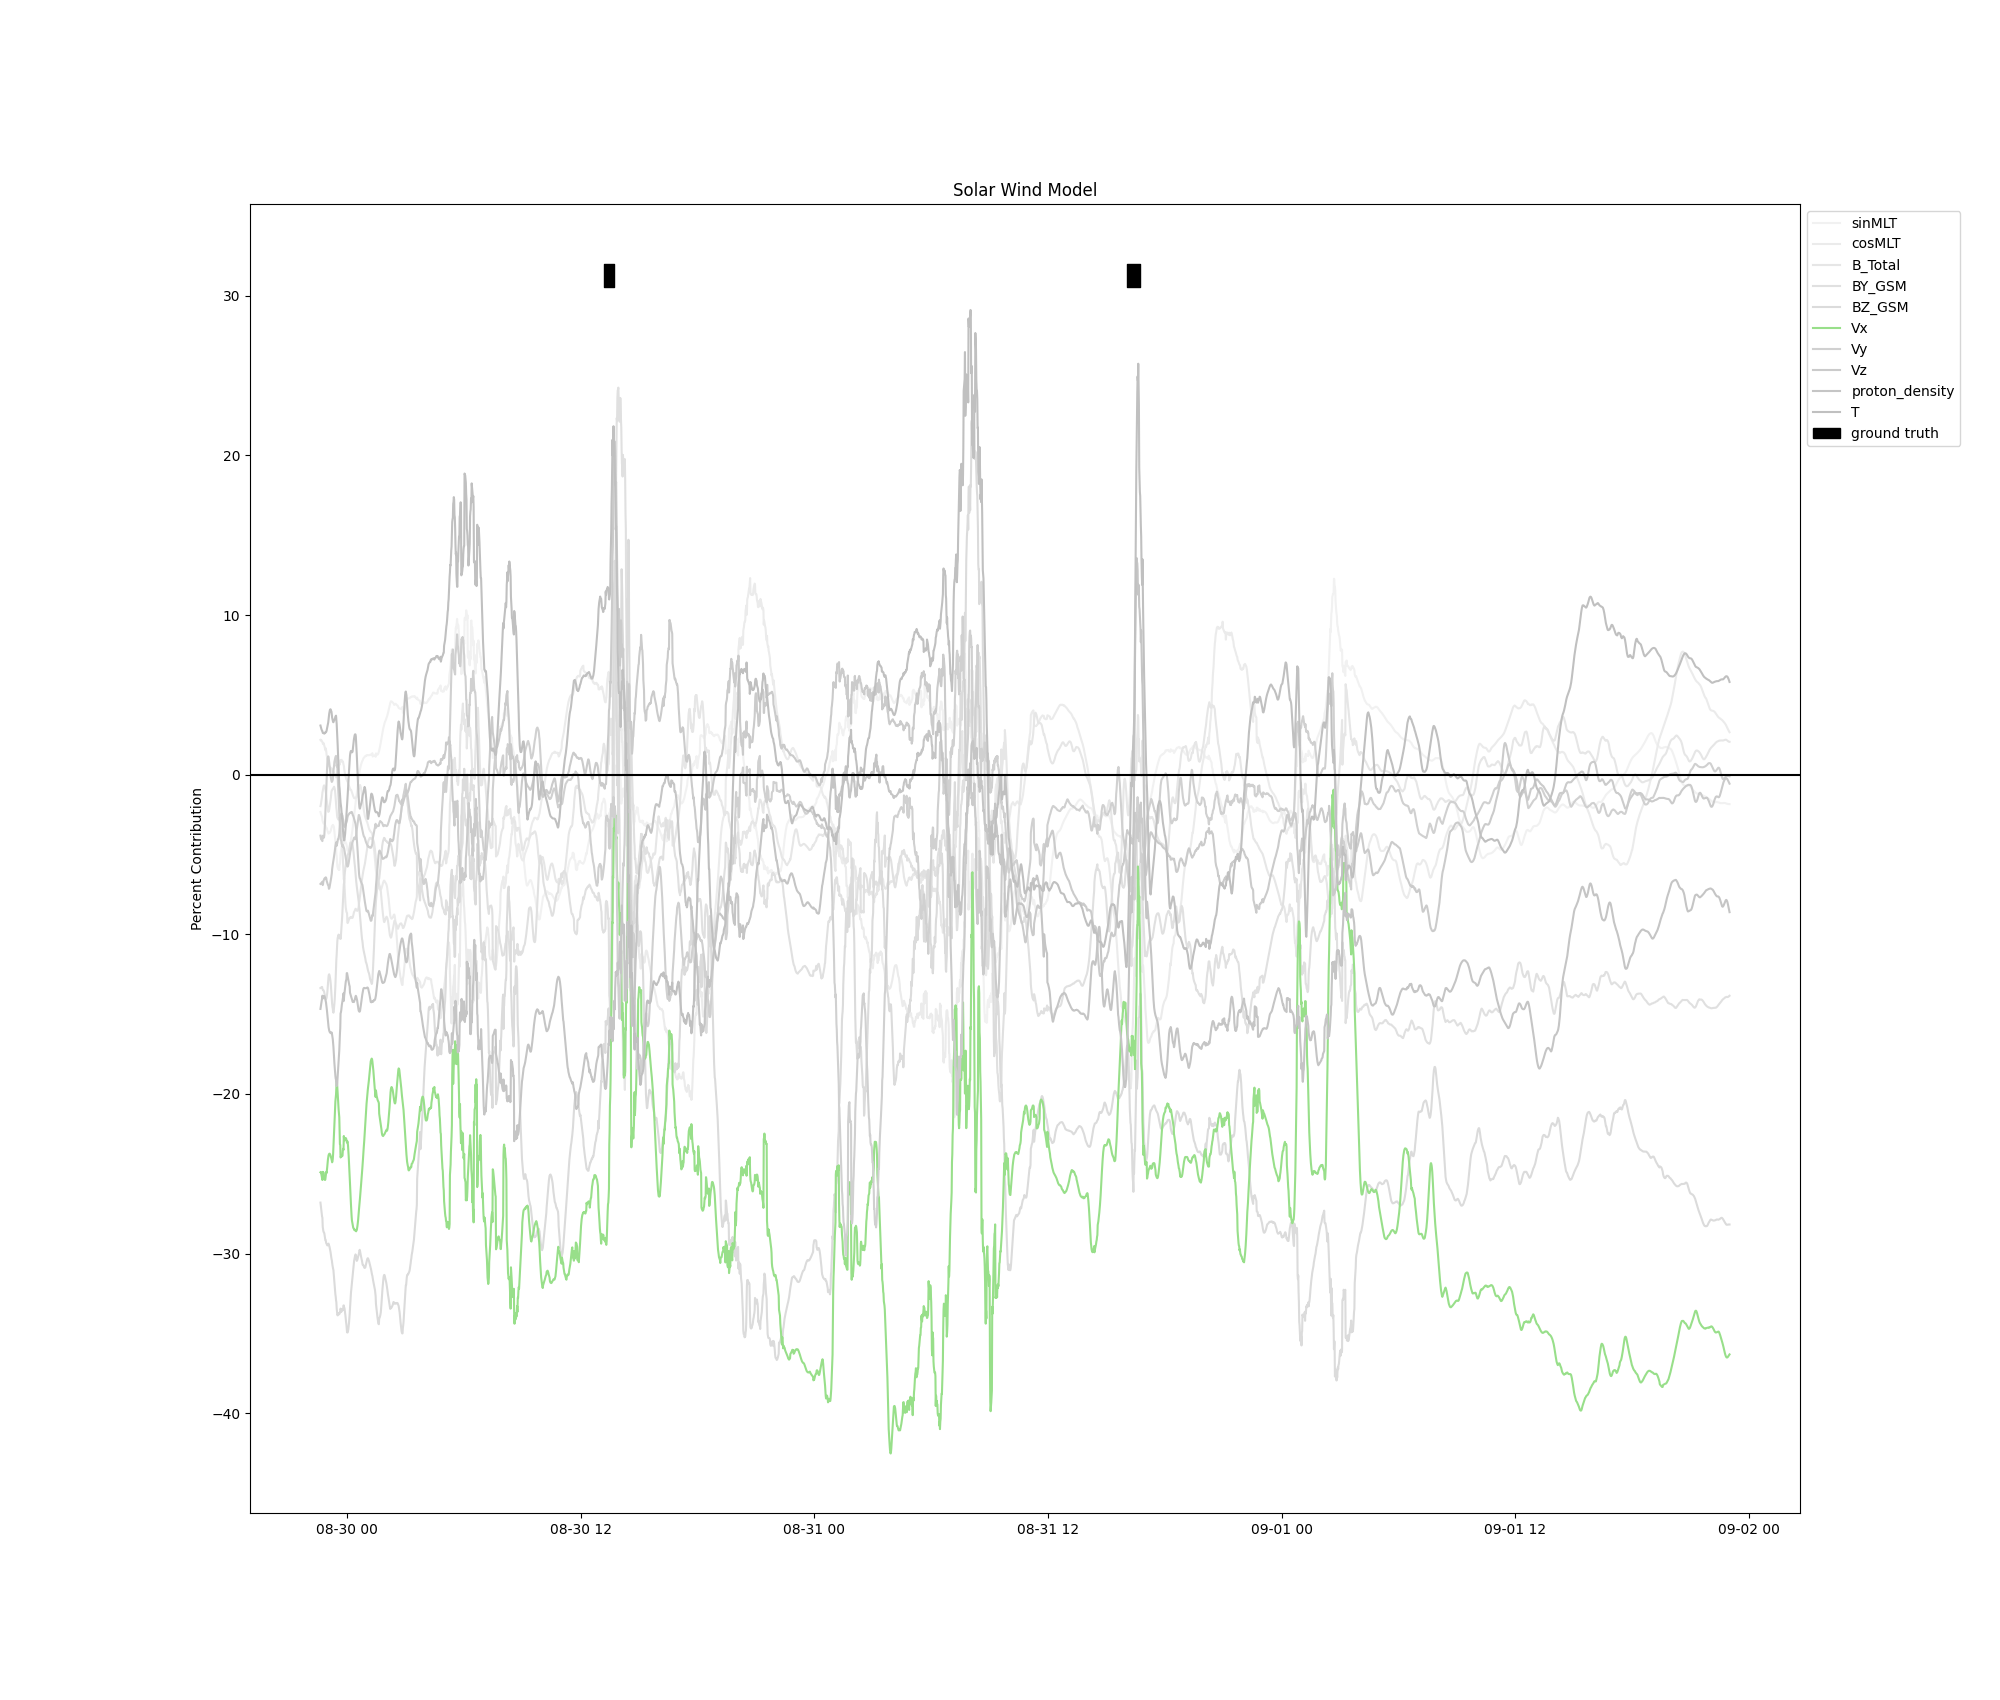 Solar Wind Model
sinMLT
cosMLT
B_Total
BY_GSM
BZ_GSM
Vx
Vy
Vz
proton_density
T
ground truth
Percent Contribution
30
20
10
0
−10
−20
−30
−40
08-30 00
08-30 12
08-31 00
08-31 12
09-01 00
09-01 12
09-02 00